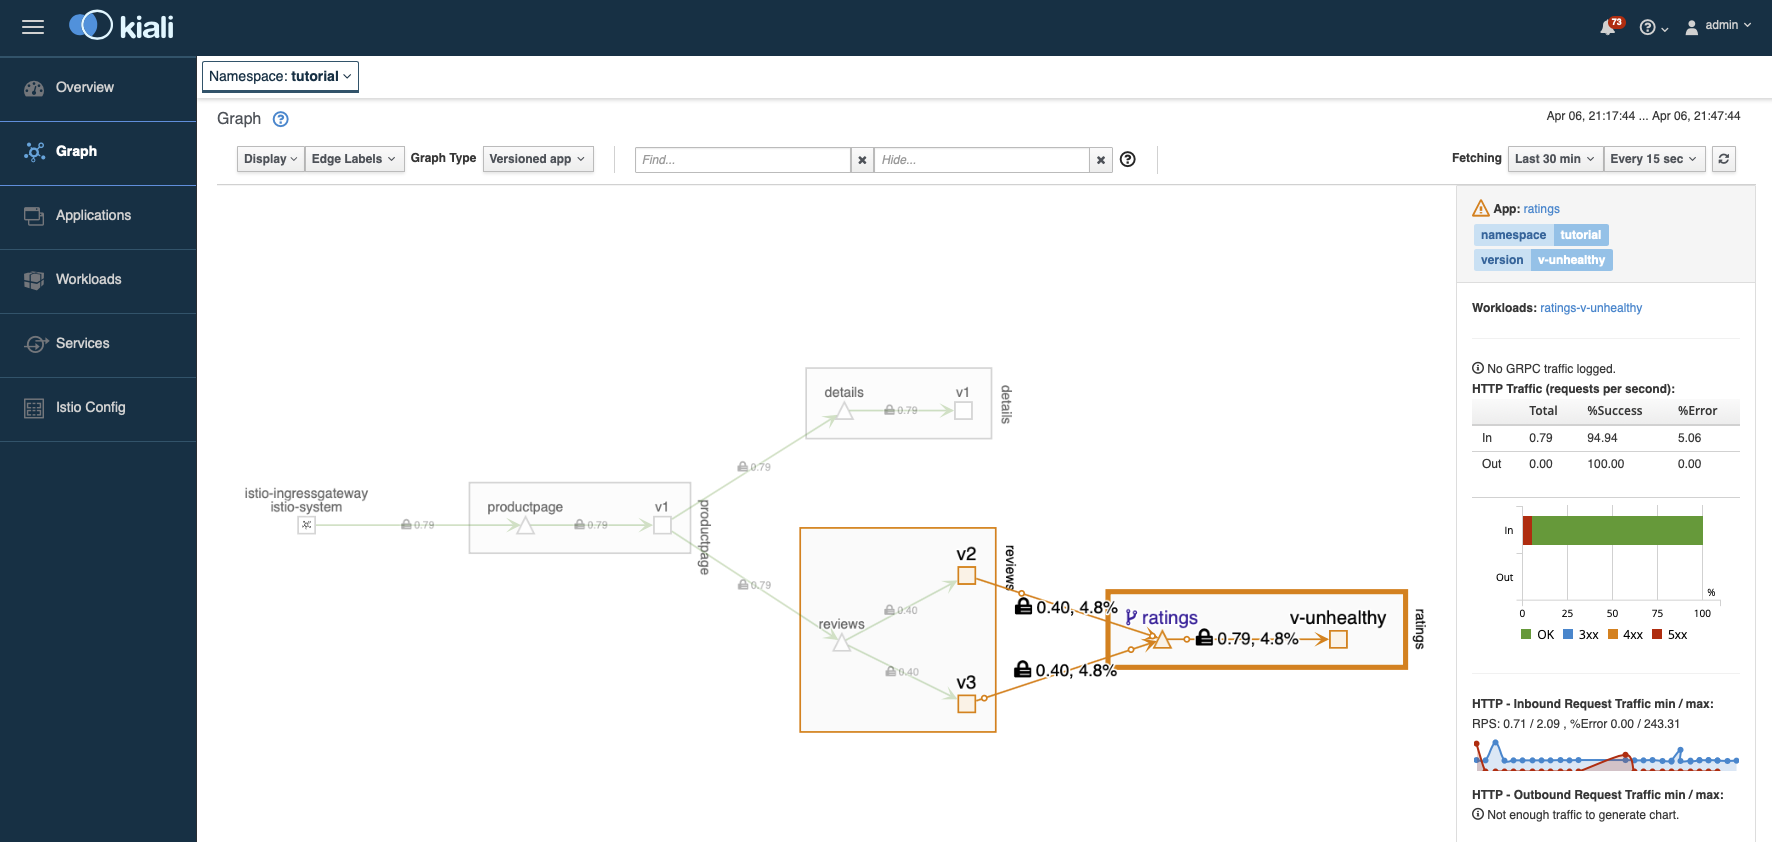 kiali
73
admin
Overview
Graph
Applications
Workloads
Services
Istio Config
Namespace: tutorial
Graph
Apr 06, 21:17:44 ... Apr 06, 21:47:44
Display
Edge Labels
Graph Type
Versioned app
Find...
Hide...
Fetching
Last 30 min
Every 15 sec
details
v1
0.79
details
0.79
istio-ingressgateway
istio-system
0.79
productpage
v1
0.79
productpage
0.79
v2
reviews
0.40
reviews
0.40
v3
0.40, 4.8%
0.40, 4.8%
ratings
v-unhealthy
0.79, 4.8%
ratings
App: ratings
namespace tutorial
version v-unhealthy
Workloads: ratings-v-unhealthy
No GRPC traffic logged.
HTTP Traffic (requests per second):
Total %Success %Error
In 0.79 94.94 5.06
Out 0.00 100.00 0.00
In
Out
%
0 25 50 75 100
OK 3xx 4xx 5xx
HTTP - Inbound Request Traffic min / max:
RPS: 0.71 / 2.09 , %Error 0.00 / 243.31
HTTP - Outbound Request Traffic min / max:
Not enough traffic to generate chart.